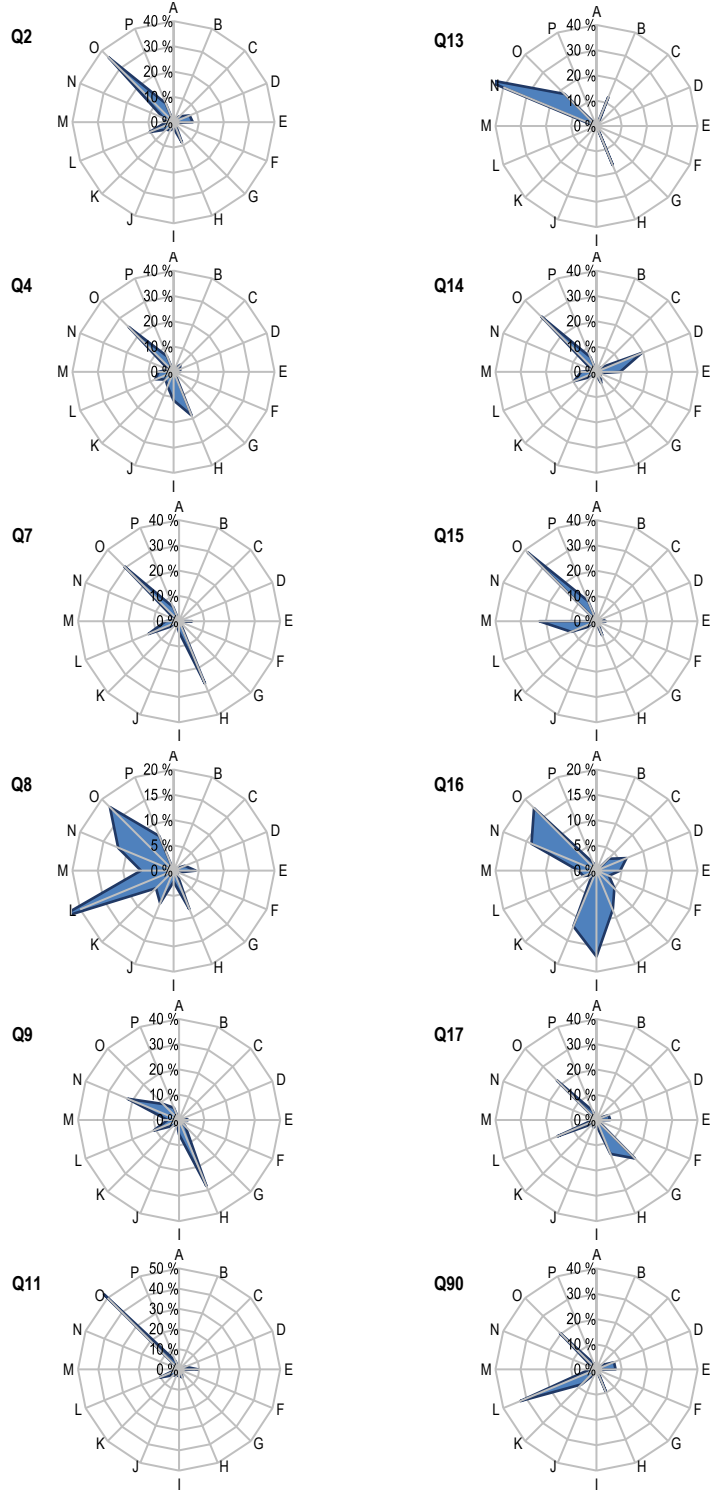 Q2
A
40 %
P B
30 %
O C
20 %
N D
10 %
M 0 % E
L F
K G
J H
I
Q13
A
40 %
P B
30 %
O C
20 %
N D
10 %
M 0 % E
L F
K G
J H
I
Q4
A
40 %
P B
30 %
O C
20 %
N D
10 %
M 0 % E
L F
K G
J H
I
Q14
A
40 %
P B
30 %
O C
20 %
N D
10 %
M 0 % E
L F
K G
J H
I
Q7
A
40 %
P B
30 %
O C
20 %
N D
10 %
M 0 % E
L F
K G
J H
I
Q15
A
40 %
P B
30 %
O C
20 %
N D
10 %
M 0 % E
L F
K G
J H
I
Q8
A
20 %
P B
15 %
O C
10 %
N D
5 %
M 0 % E
L F
K G
J H
I
Q16
A
20 %
P B
15 %
O C
10 %
N D
5 %
M 0 % E
L F
K G
J H
I
Q9
A
40 %
P B
30 %
O C
20 %
N D
10 %
M 0 % E
L F
K G
J H
I
Q17
A
40 %
P B
30 %
O C
20 %
N D
10 %
M 0 % E
L F
K G
J H
I
Q11
A
50 %
P B
40 %
O C
30 %
20 %
N D
10 %
M 0 % E
L F
K G
J H
I
Q90
A
40 %
P B
30 %
O C
20 %
N D
10 %
M 0 % E
L F
K G
J H
I